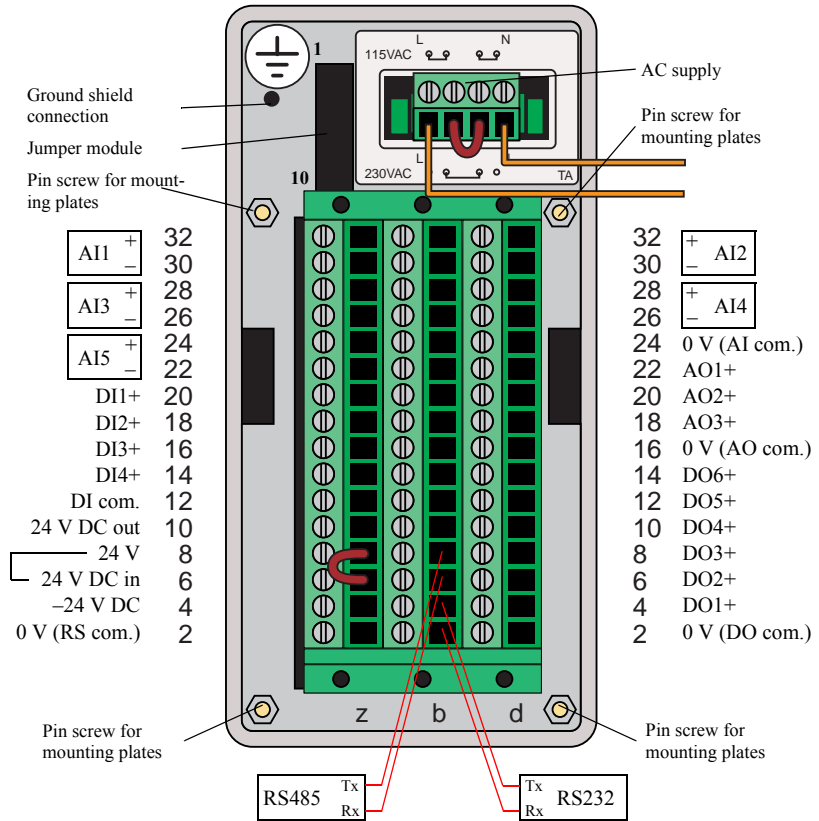 1
L N
115VAC
AC supply
Ground shield
connection
Pin screw for
mounting plates
Jumper module
L
230VAC TA
Pin screw for mount-
ing plates
10
AI1 + – 32 30
AI3 + – 28 26
AI5 + – 24 22
DI1+ 20
DI2+ 18
DI3+ 16
DI4+ 14
DI com. 12
24 V DC out 10
24 V 8
24 V DC in 6
–24 V DC 4
0 V (RS com.) 2
32 30 + – AI2
28 26 + – AI4
24 0 V (AI com.)
22 AO1+
20 AO2+
18 AO3+
16 0 V (AO com.)
14 DO6+
12 DO5+
10 DO4+
8 DO3+
6 DO2+
4 DO1+
2 0 V (DO com.)
z b d
Pin screw for
mounting plates
Pin screw for
mounting plates
RS485 Tx
Rx
Tx RS232
Rx